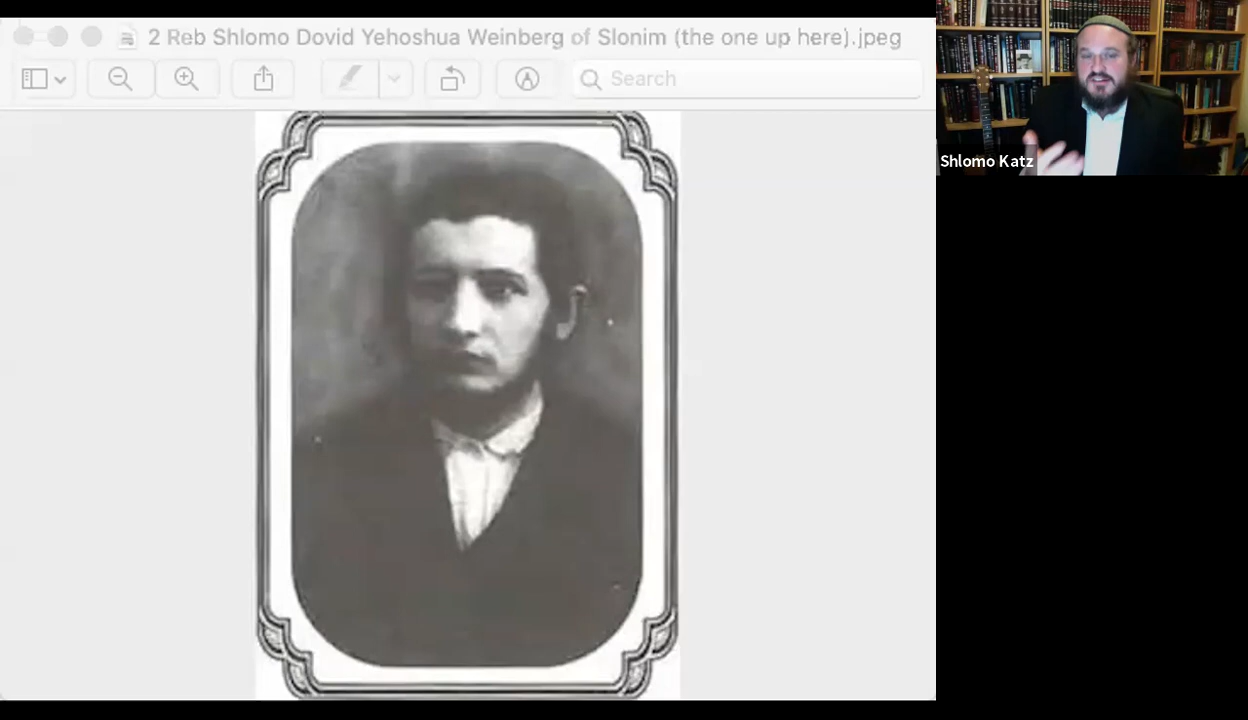 2 Reb Shlomo Dovid Yehoshua Weinberg of Slonim (the one up here).jpeg
Search
Shlomo Katz